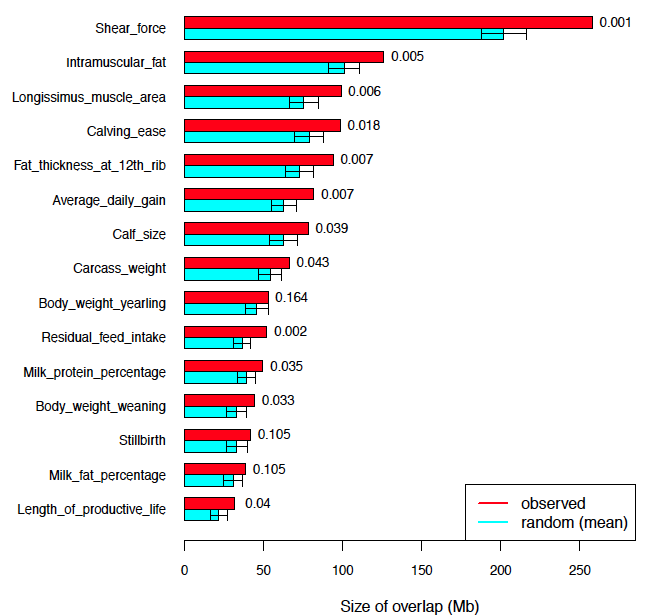 Shear_force 0.001
Intramuscular_fat 0.005
Longissimus_muscle_area 0.006
Calving_ease 0.018
Fat_thickness_at_12th_rib 0.007
Average_daily_gain 0.007
Calf_size 0.039
Carcass_weight 0.043
Body_weight_yearling 0.164
Residual_feed_intake 0.002
Milk_protein_percentage 0.035
Body_weight_weaning 0.033
Stillbirth 0.105
Milk_fat_percentage 0.105
Length_of_productive_life 0.04
observed
random (mean)
0 50 100 150 200 250
Size of overlap (Mb)